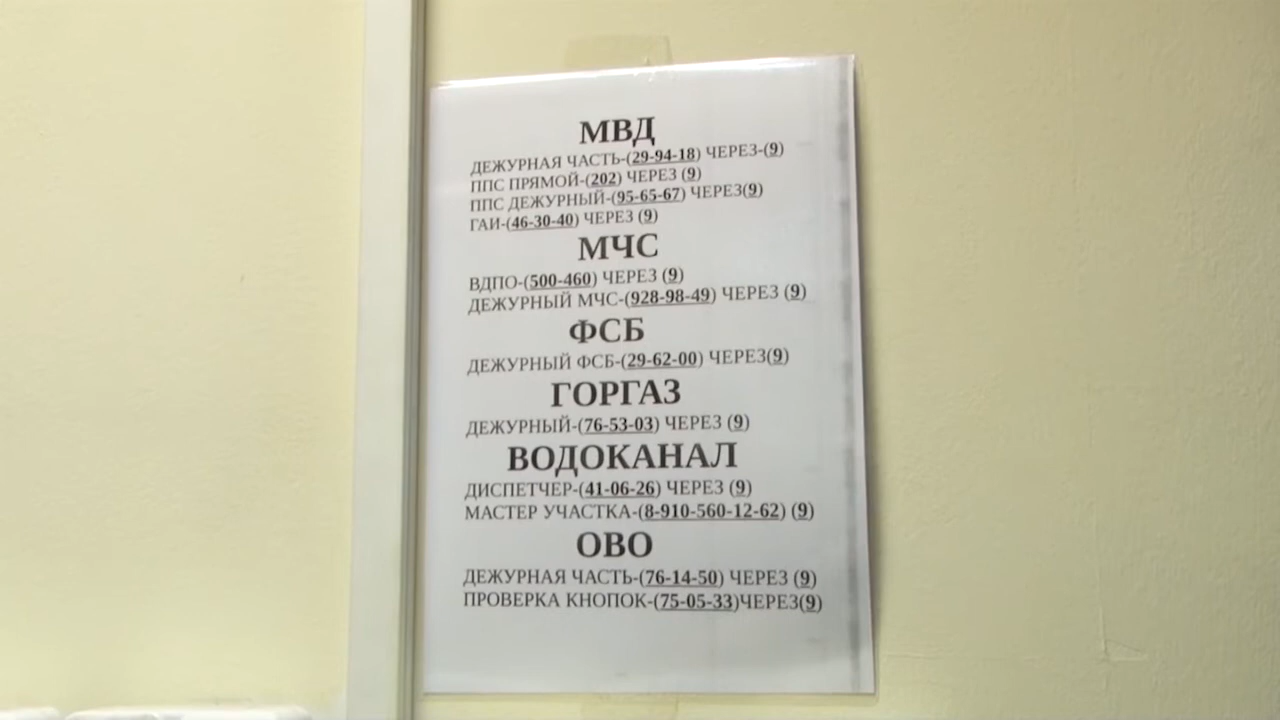 МВД
ДЕЖУРНАЯ ЧАСТЬ-(29-94-18) ЧЕРЕЗ-(9)
ППС ПРЯМОЙ-(202) ЧЕРЕЗ (9)
ППС ДЕЖУРНЫЙ-(95-65-67) ЧЕРЕЗ(9)
ГАИ-(46-30-40) ЧЕРЕЗ (9)
МЧС
ВДПО-(500-460) ЧЕРЕЗ (9)
ДЕЖУРНЫЙ МЧС-(928-98-49) ЧЕРЕЗ (9)
ФСБ
ДЕЖУРНЫЙ ФСБ-(29-62-00) ЧЕРЕЗ(9)
ГОРГАЗ
ДЕЖУРНЫЙ-(76-53-03) ЧЕРЕЗ (9)
ВОДОКАНАЛ
ДИСПЕТЧЕР-(41-06-26) ЧЕРЕЗ (9)
МАСТЕР УЧАСТКА-(8-910-560-12-62) (9)
ОВО
ДЕЖУРНАЯ ЧАСТЬ-(76-14-50) ЧЕРЕЗ (9)
ПРОВЕРКА КНОПОК-(75-05-33)ЧЕРЕЗ(9)